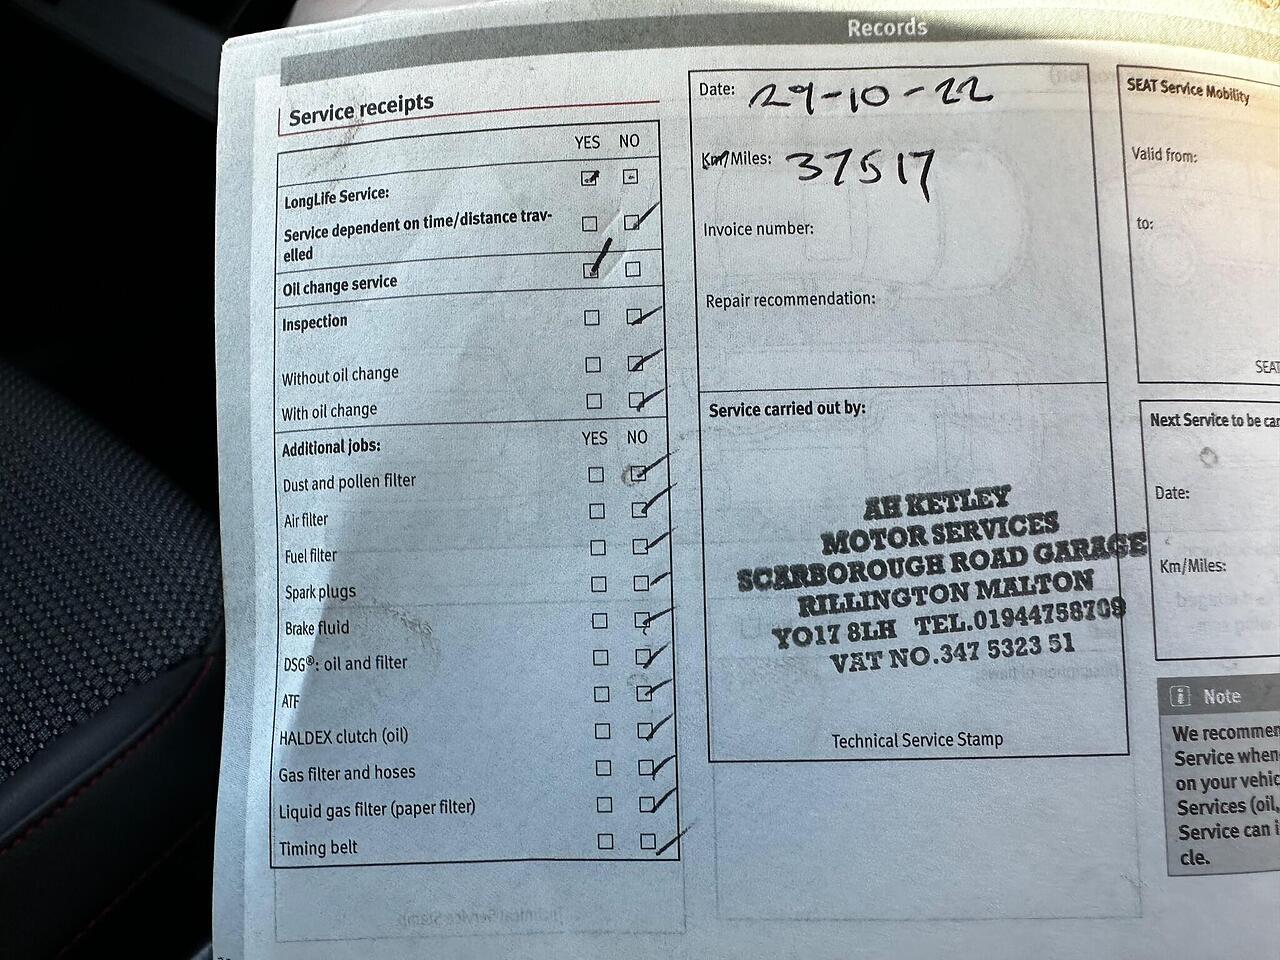 Records
Service receipts
YES NO
LongLife Service:
Service dependent on time/distance trav-
elled
Oil change service
Inspection
Without oil change
With oil change
Additional jobs: YES NO
Dust and pollen filter
Air filter
Fuel filter
Spark plugs
Brake fluid
DSG®: oil and filter
ATF
HALDEX clutch (oil)
Gas filter and hoses
Liquid gas filter (paper filter)
Timing belt
Date: 29-10-22
Km/Miles: 37517
Invoice number:
Repair recommendation:
Service carried out by:
AH KETLEY
MOTOR SERVICES
SCARBOROUGH ROAD GARAGE
RILLINGTON MALTON
YO17 8LH TEL.01944758709
VAT NO.347 5323 51
Technical Service Stamp
SEAT Service Mobility
Valid from:
to:
SEAT
Next Service to be car
Date:
Km/Miles:
Note
We recommen
Service when
on your vehic
Services (oil,
Service can i
cle.